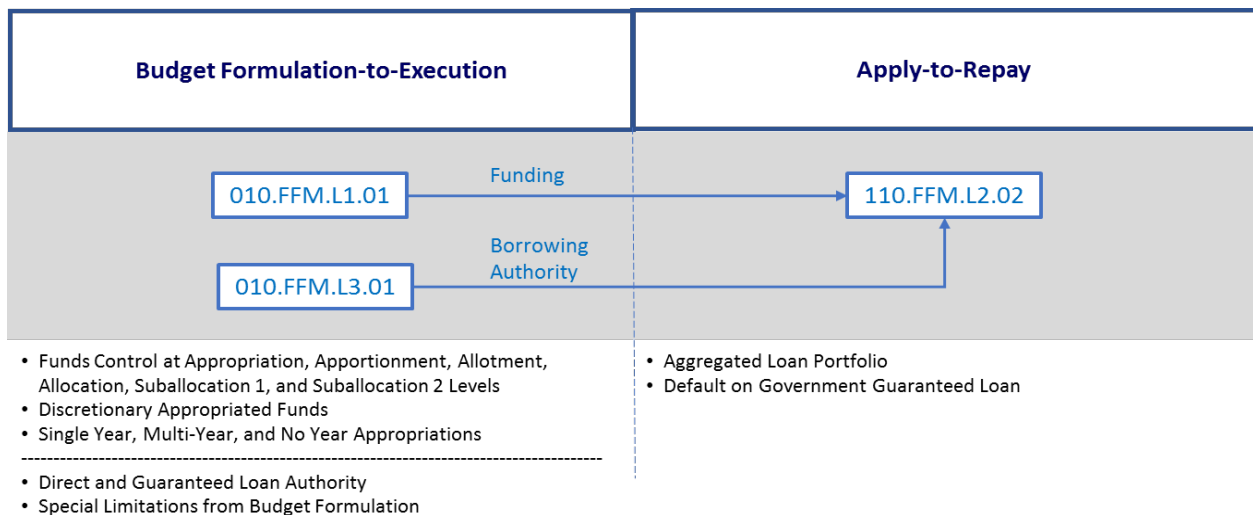 Budget Formulation-to-Execution
Apply-to-Repay
010.FFM.L1.01
Funding
110.FFM.L2.02
Borrowing
Authority
010.FFM.L3.01
• Funds Control at Appropriation, Apportionment, Allotment,
Allocation, Suballocation 1, and Suballocation 2 Levels
• Discretionary Appropriated Funds
• Single Year, Multi-Year, and No Year Appropriations
--------------------------------------------------------------------------------------------
• Direct and Guaranteed Loan Authority
• Special Limitations from Budget Formulation
• Aggregated Loan Portfolio
• Default on Government Guaranteed Loan